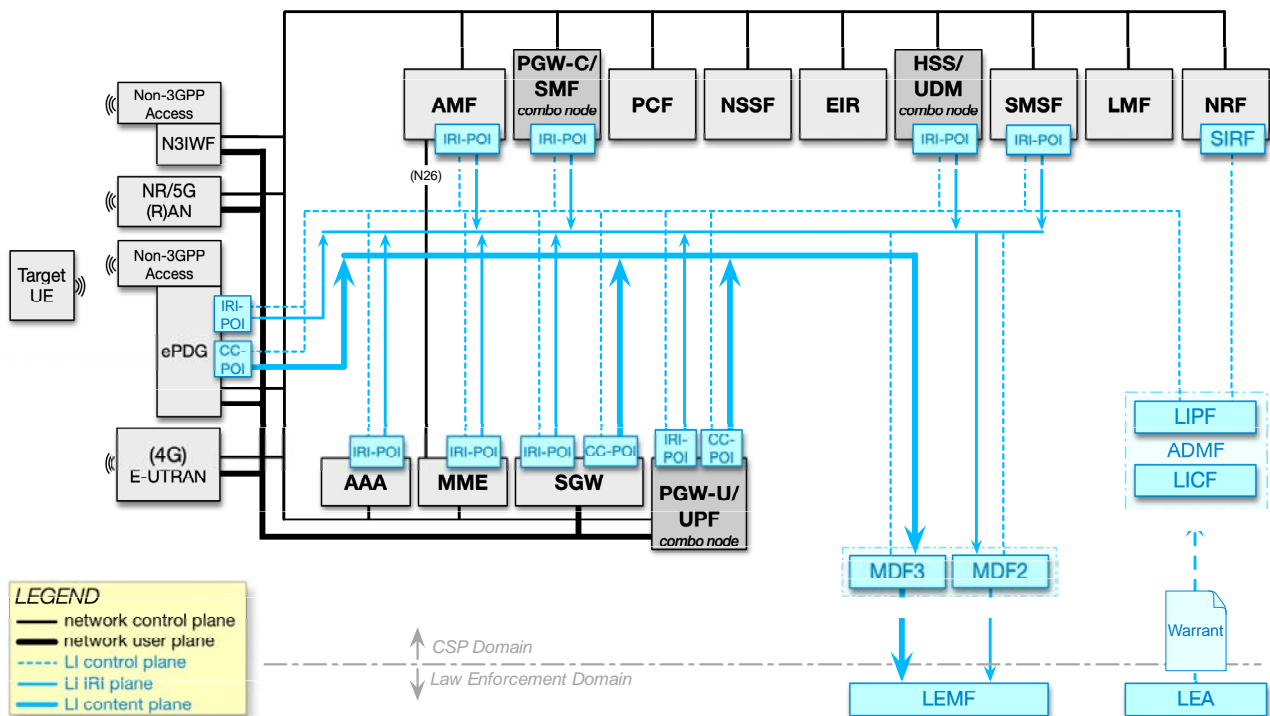 PGW-C/
SMF
combo node
HSS/
UDM
combo node
AMF
PCF
NSSF
EIR
SMSF
LMF
NRF
IRI-POI
IRI-POI
IRI-POI
IRI-POI
SIRF
Non-3GPP
Access
N3IWF
(N26)
NR/5G
(R)AN
Non-3GPP
Access
Target
UE
IRI-
POI
CC-
POI
ePDG
(4G)
E-UTRAN
IRI-POI
AAA
IRI-POI
MME
IRI-POI
CC-POI
SGW
IRI-
POI
CC-
POI
PGW-U/
UPF
combo node
LIPF
ADMF
LICF
MDF3
MDF2
LEGEND
network control plane
network user plane
LI control plane
LI IRI plane
LI content plane
CSP Domain
Law Enforcement Domain
Warrant
LEMF
LEA